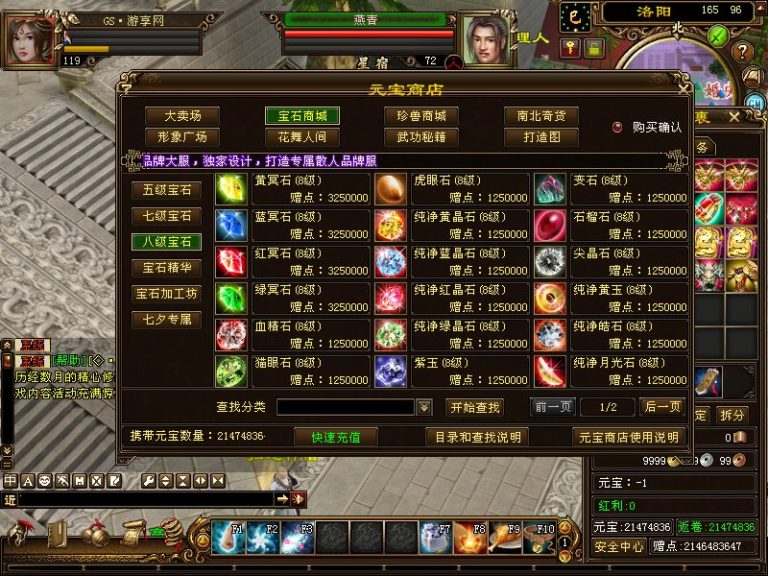 GS·游享网
119
燕青
星宿 72
理人
洛阳 165 96
北
元宝商店
大卖场
宝石商城
珍兽商城
南北奇货
形象广场
花舞人间
武功秘籍
打造图
购买确认
品牌大服，独家设计，打造专属散人品牌服
五级宝石
七级宝石
八级宝石
宝石精华
宝石加工坊
七夕专属
黄冥石(8级)
赠点：3250000
虎眼石(8级)
赠点：1250000
变石(8级)
赠点：1250000
蓝冥石(8级)
赠点：3250000
纯净黄晶石(8级)
赠点：1250000
石榴石(8级)
赠点：1250000
红冥石(8级)
赠点：3250000
纯净蓝晶石(8级)
赠点：1250000
尖晶石(8级)
赠点：1250000
绿冥石(8级)
赠点：3250000
纯净红晶石(8级)
赠点：1250000
纯净黄玉(8级)
赠点：1250000
血精石(8级)
赠点：1250000
纯净绿晶石(8级)
赠点：1250000
纯净皓石(8级)
赠点：1250000
猫眼石(8级)
赠点：1250000
紫玉(8级)
赠点：1250000
纯净月光石(8级)
赠点：1250000
查找分类
开始查找
前一页
1/2
后一页
携带元宝数量：21474836
快速充值
目录和查找说明
元宝商店使用说明
务
定
拆分
0
9999
99
元宝：-1
红利:0
元宝:21474836
返卷:21474836
安全中心
赠点:2146483647
系统
系统 [帮助]
历经数月的精心修
戏内容活动充满惊
中 A
近
F1 F2 F3 F7 F8 F9 F10
1